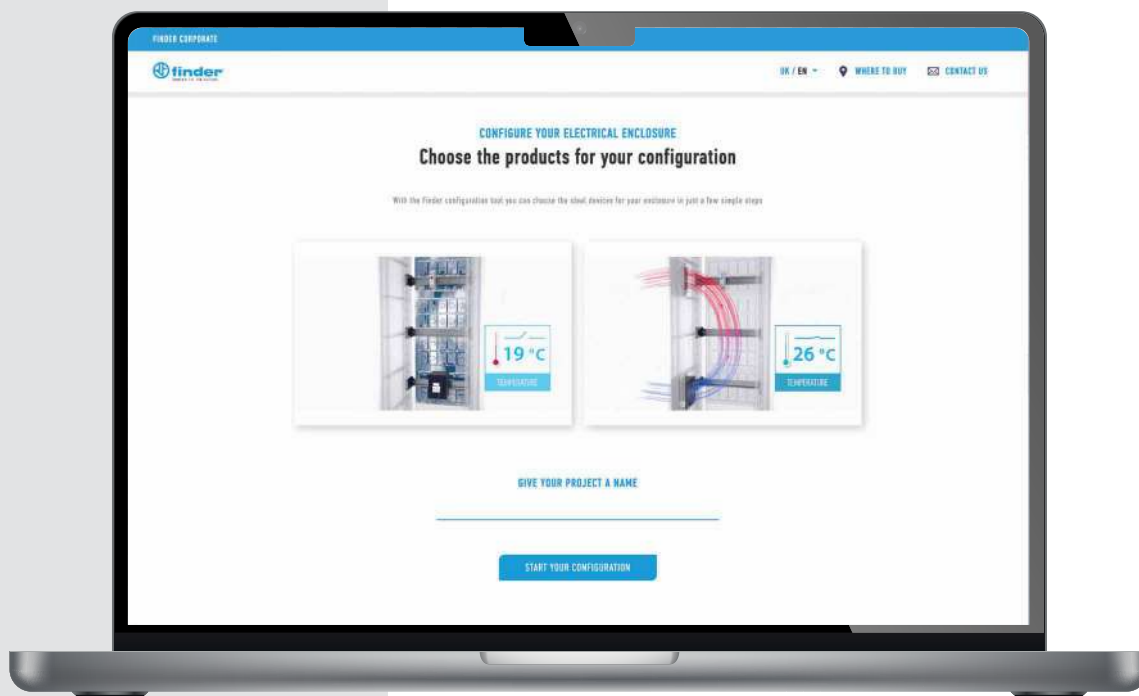 FINDER CORPORATE
finder
UK / EN
WHERE TO BUY
CONTACT US
CONFIGURE YOUR ELECTRICAL ENCLOSURE
Choose the products for your configuration
With the Finder configuration tool you can choose the ideal devices for your enclosure in just a few simple steps
19 °C
TEMPERATURE
26 °C
TEMPERATURE
GIVE YOUR PROJECT A NAME
START YOUR CONFIGURATION